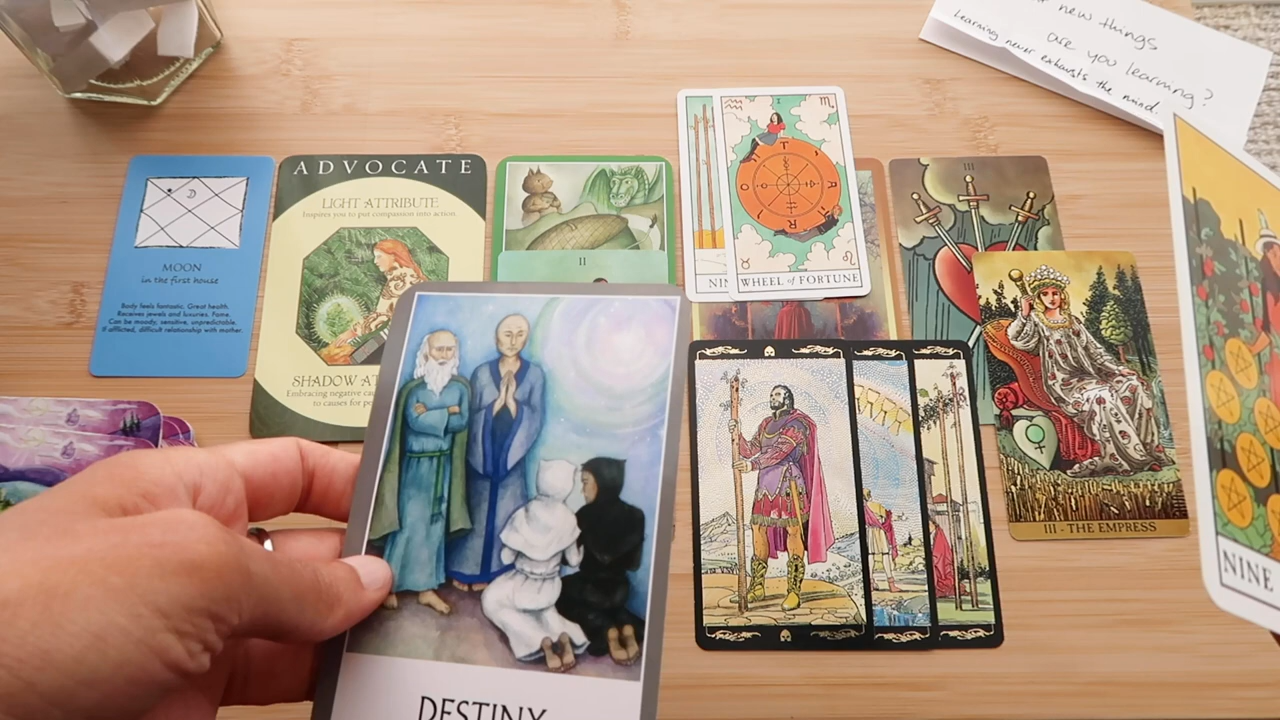 new things
are you learning?
Learning never exhausts the mind.
ADVOCATE
LIGHT ATTRIBUTE
Inspires you to put compassion into action.
SHADOW
Embracing negative
to causes for
MOON
in the first house
Body feels fantastic. Great health.
Receives jewels and luxuries. Fame.
Can be moody, sensitive, unpredictable.
If afflicted, difficult relationship with mother.
II
WHEEL of FORTUNE
III
III - THE EMPRESS
NINE
DESTINY